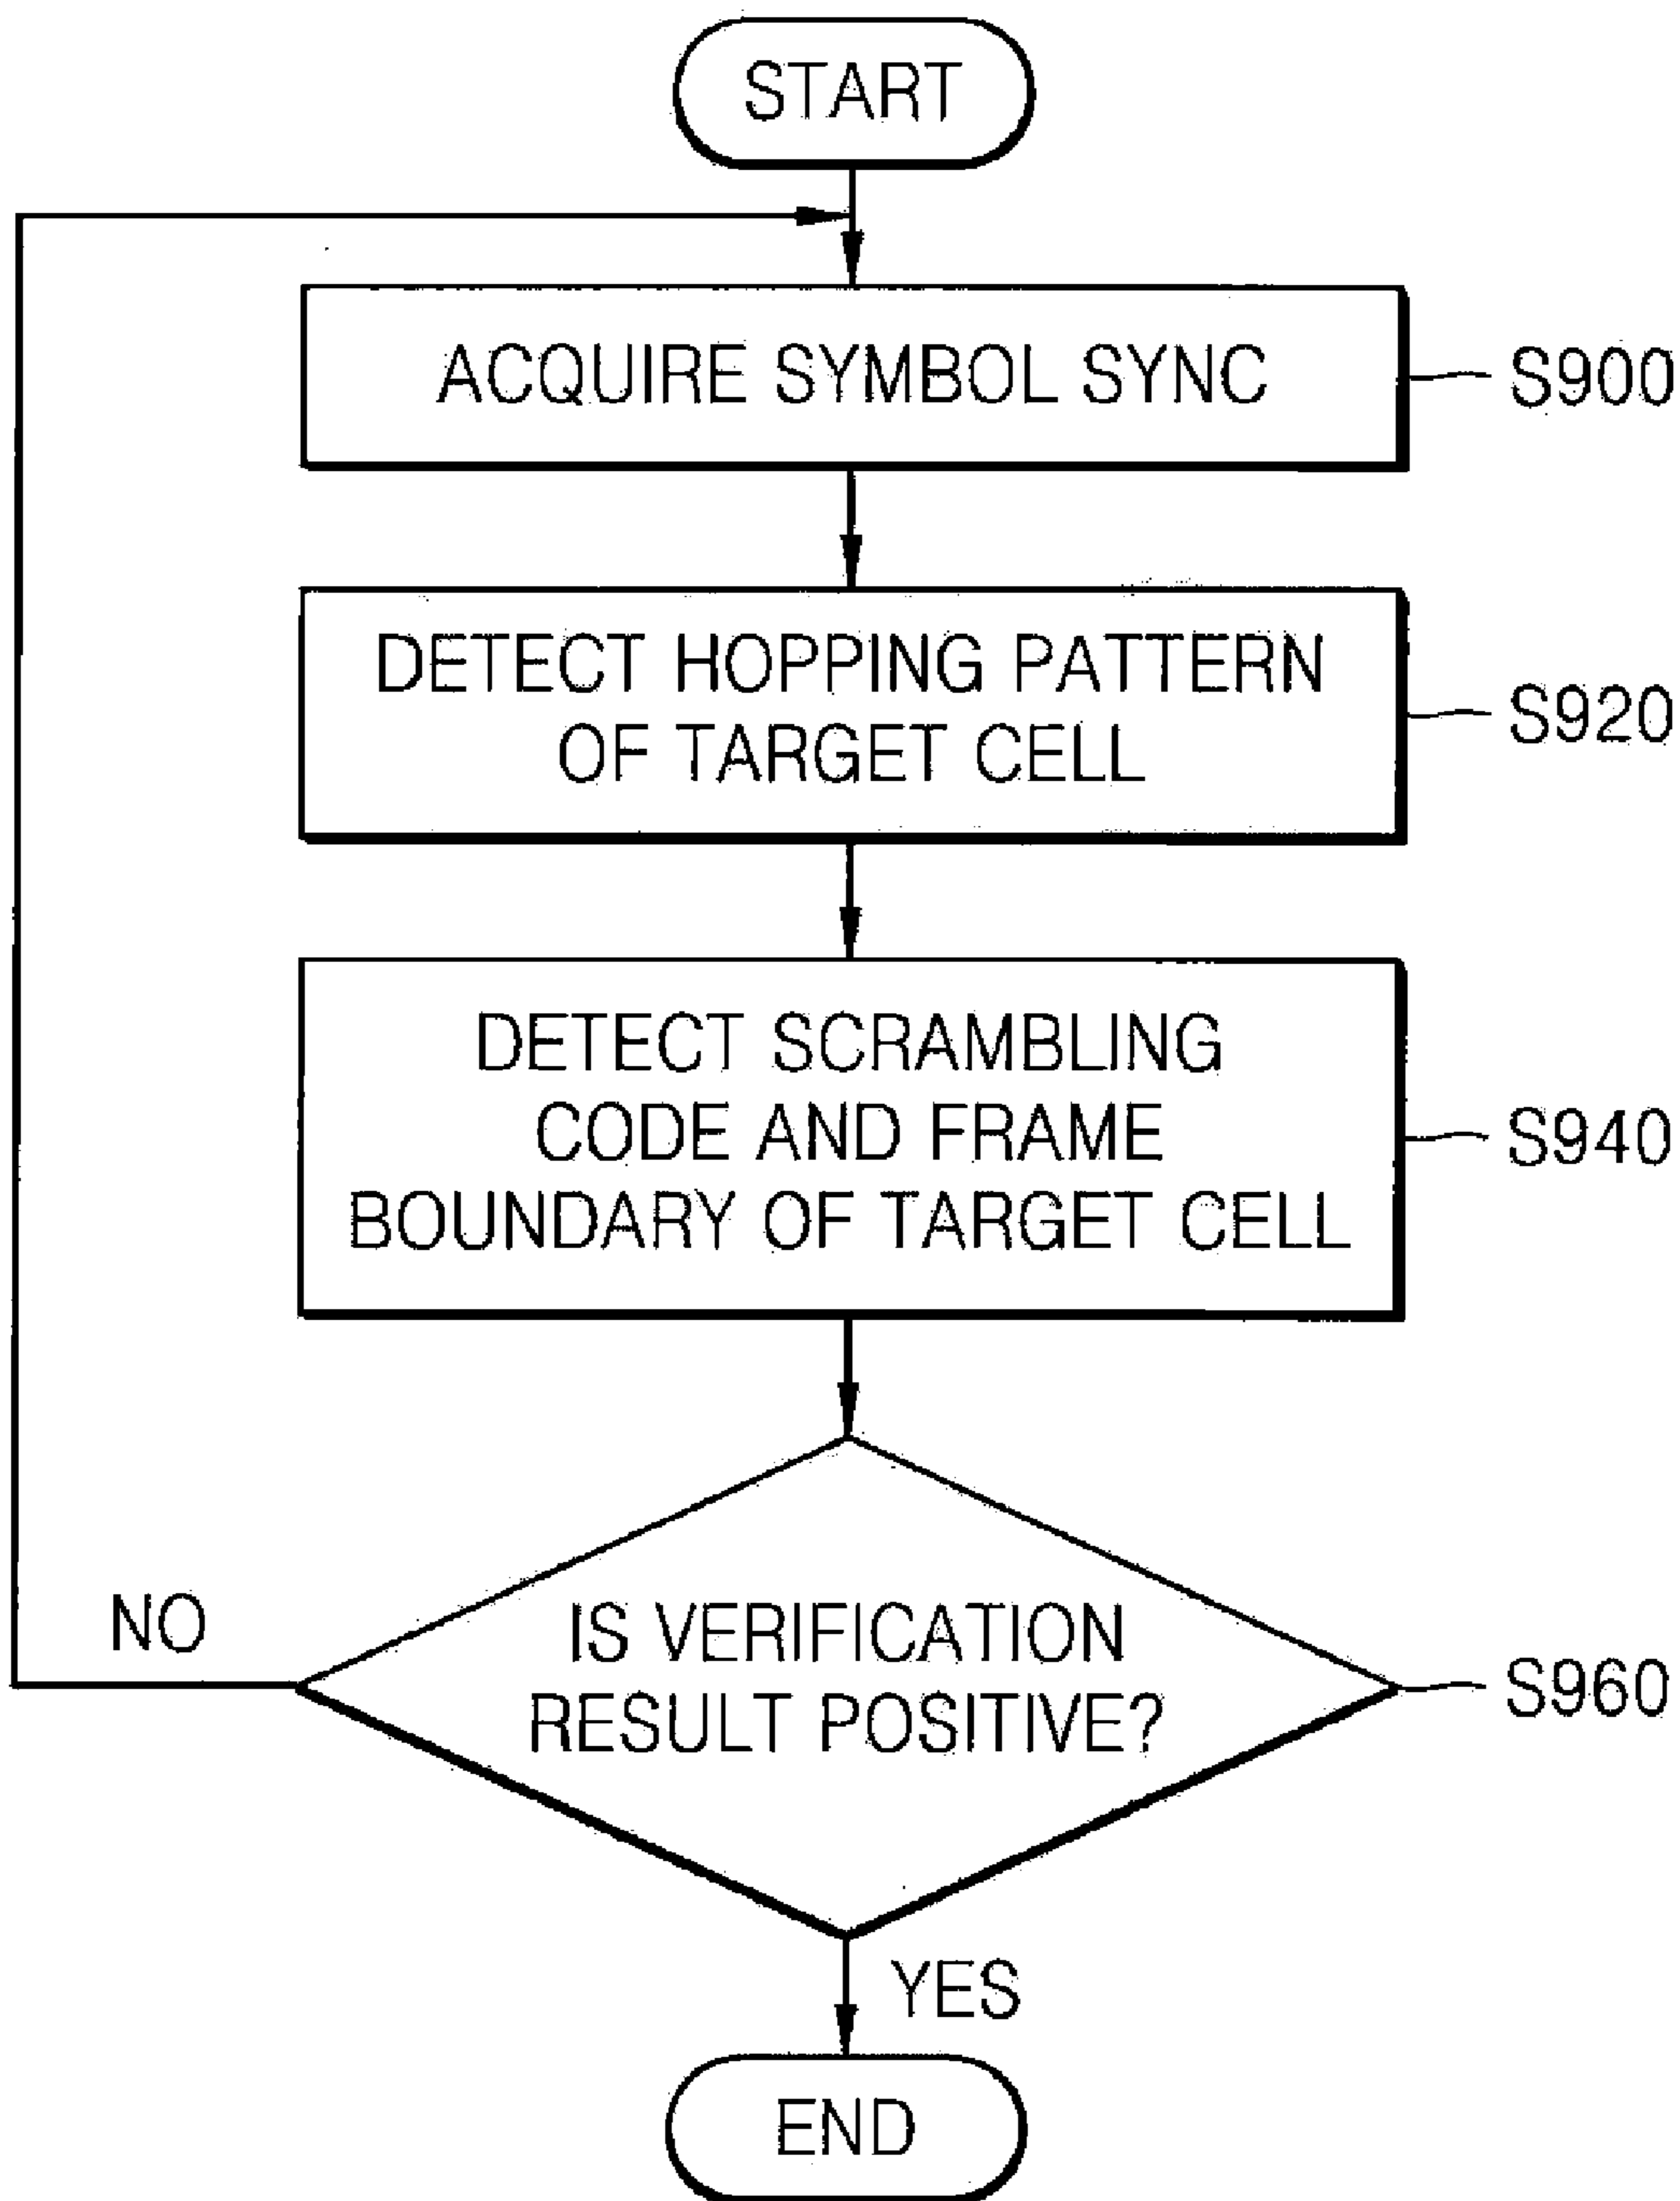 START
ACQUIRE SYMBOL SYNC
S900
DETECT HOPPING PATTERN
OF TARGET CELL
S920
DETECT SCRAMBLING
CODE AND FRAME
BOUNDARY OF TARGET CELL
S940
NO
IS VERIFICATION
RESULT POSITIVE?
S960
YES
END